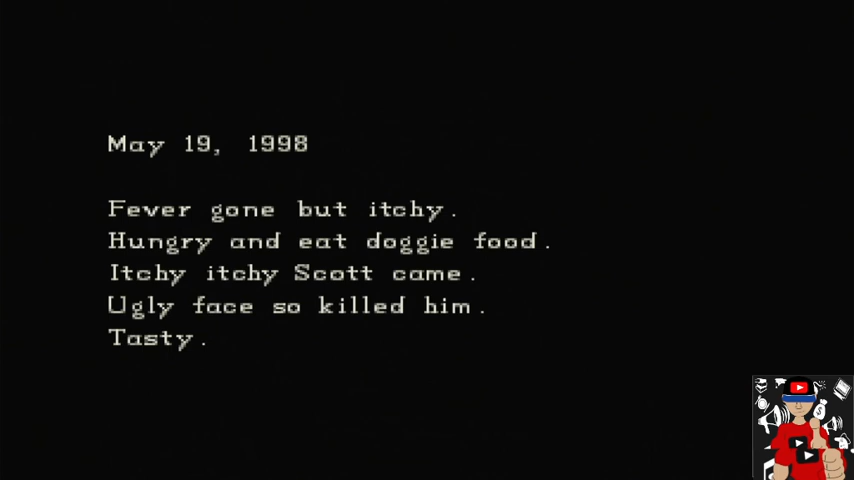 May 19, 1998
Fever gone but itchy.
Hungry and eat doggie food.
Itchy itchy Scott came.
Ugly face so killed him.
Tasty.